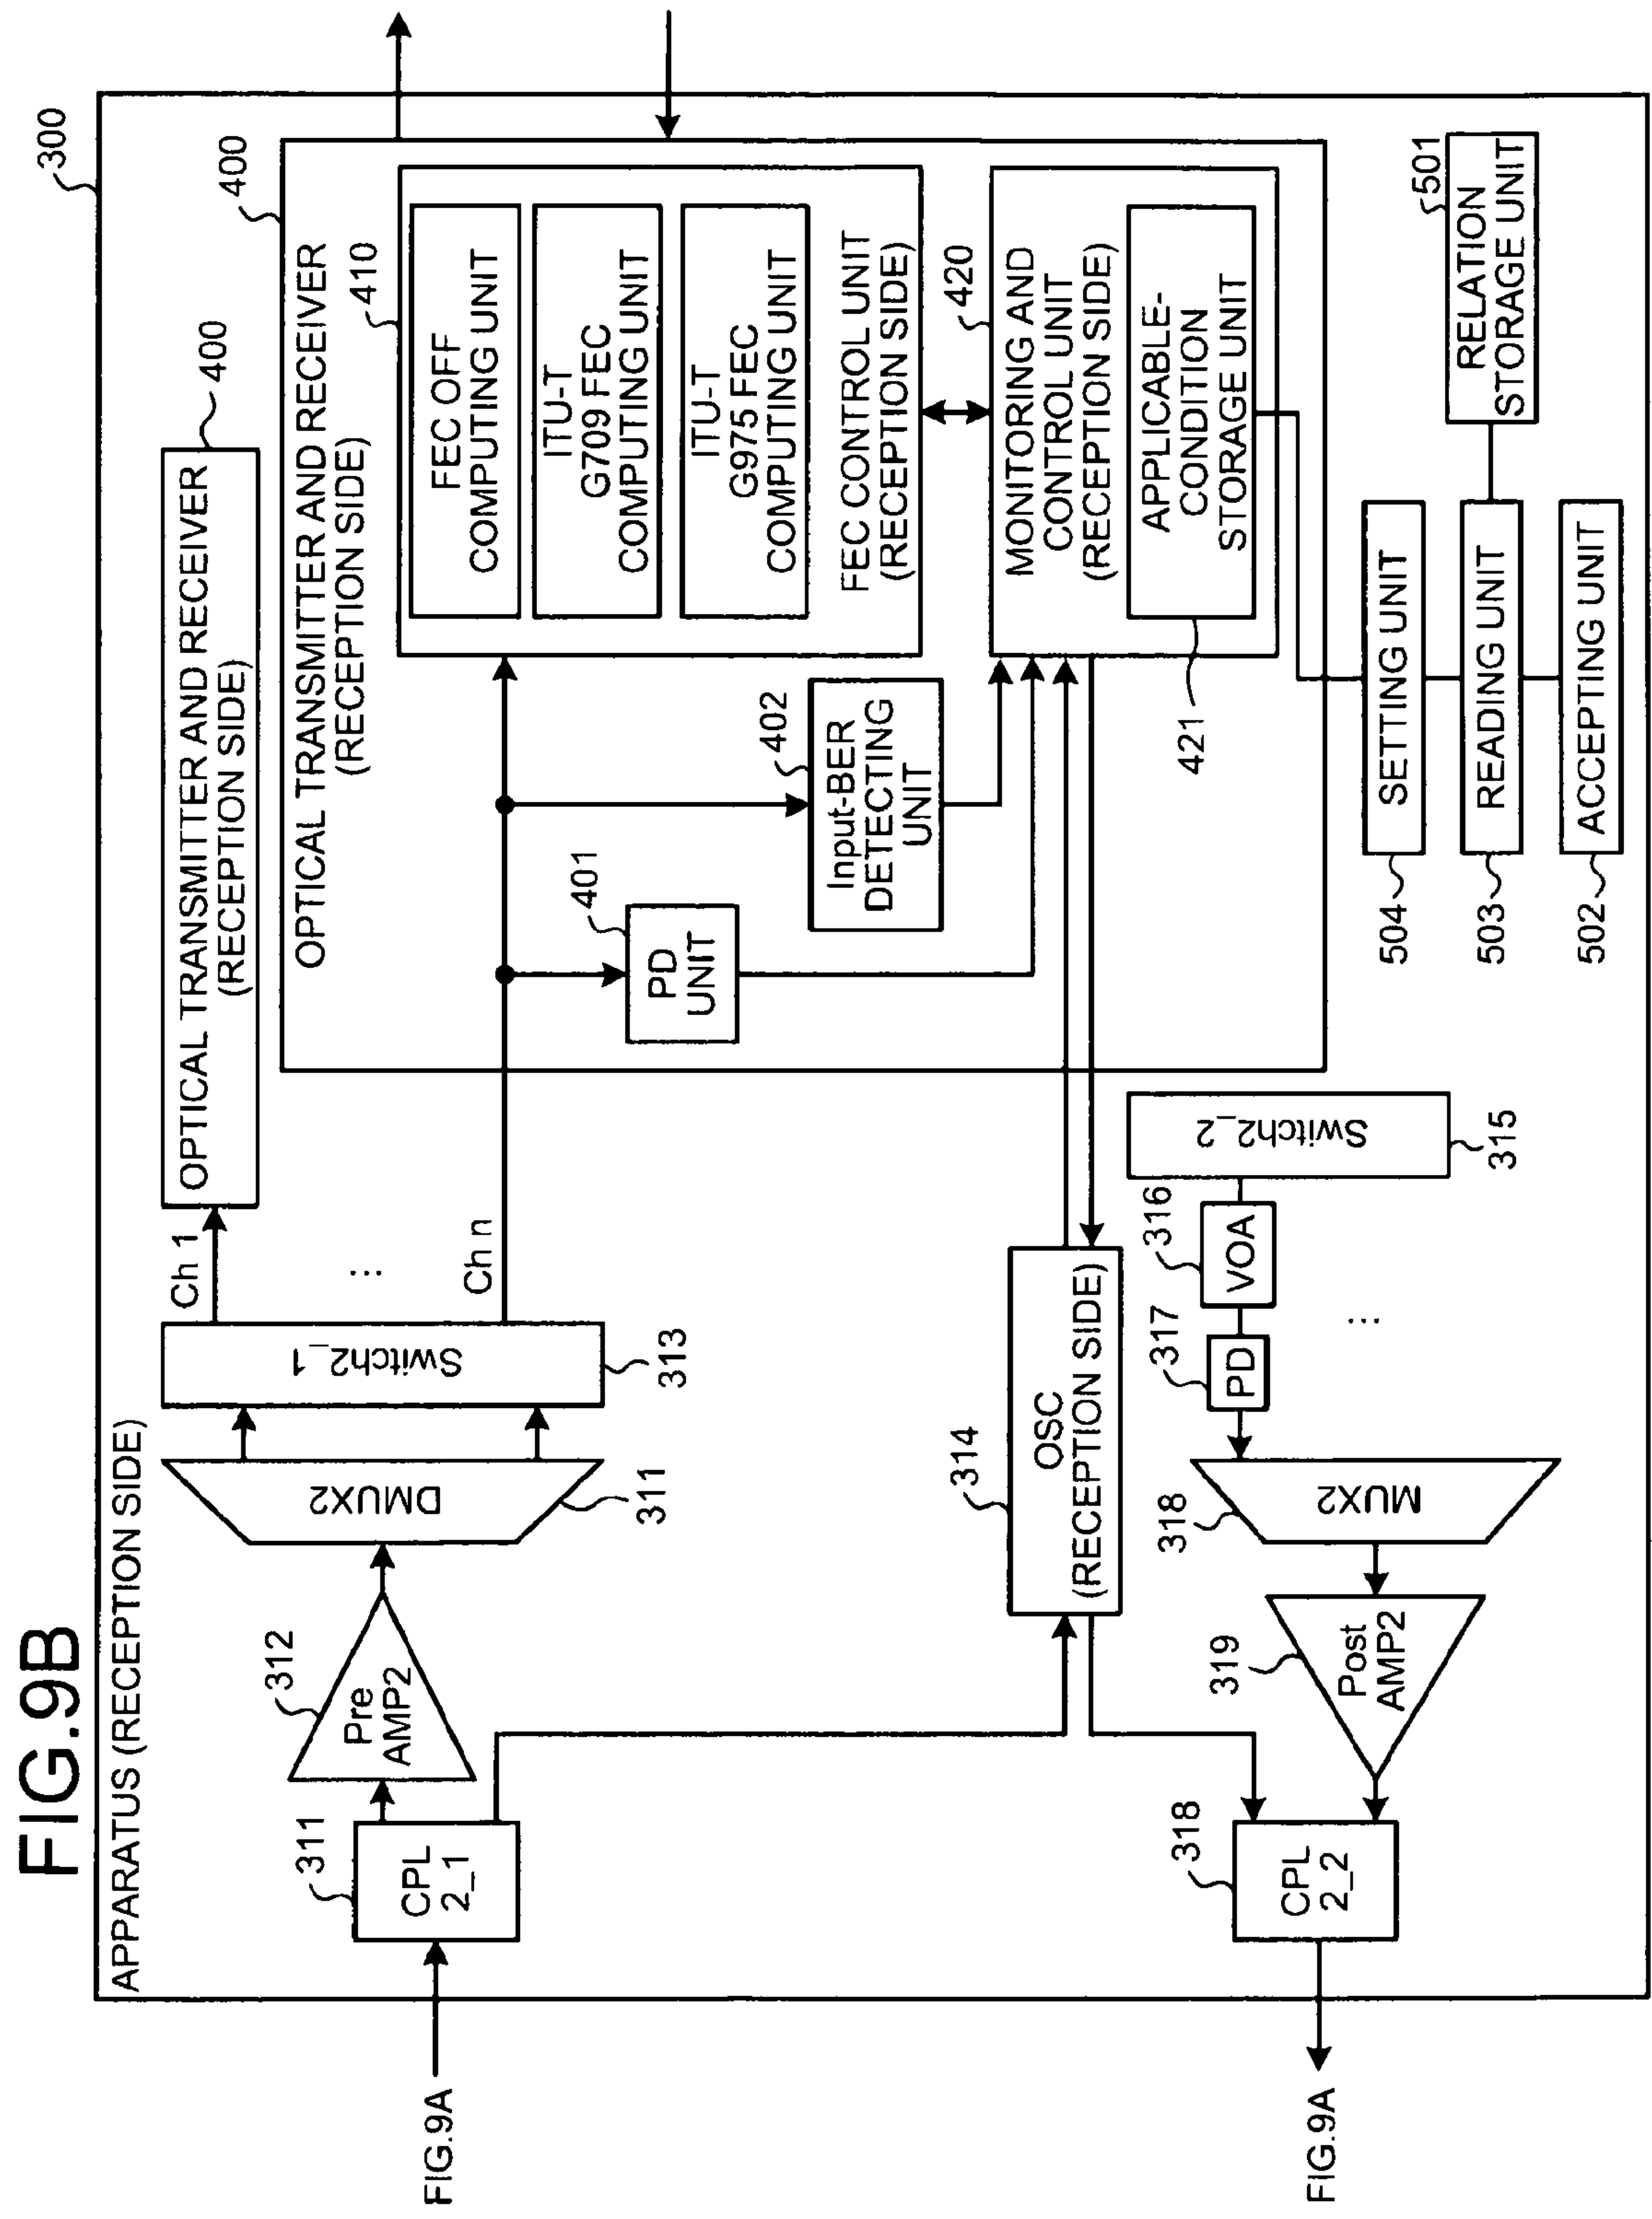 FIG.9B
APPARATUS (RECEPTION SIDE)
300
FIG.9A
311
CPL
2_1
312
Pre
AMP2
DMUX2
311
Switch2_1
313
Ch 1
...
Ch n
OPTICAL TRANSMITTER AND RECEIVER
(RECEPTION SIDE)
400
OPTICAL TRANSMITTER AND RECEIVER
(RECEPTION SIDE)
400
410
FEC OFF
COMPUTING UNIT
ITU-T
G709 FEC
COMPUTING UNIT
ITU-T
G975 FEC
COMPUTING UNIT
FEC CONTROL UNIT
(RECEPTION SIDE)
401
PD
UNIT
402
Input-BER
DETECTING
UNIT
420
MONITORING AND
CONTROL UNIT
(RECEPTION SIDE)
APPLICABLE-
CONDITION
STORAGE UNIT
421
314
OSC
(RECEPTION SIDE)
FIG.9A
318
CPL
2_2
319
Post
AMP2
318
MUX2
317
PD
316
VOA
...
Switch2_2
315
504
SETTING UNIT
503
READING UNIT
502
ACCEPTING UNIT
501
RELATION
STORAGE UNIT